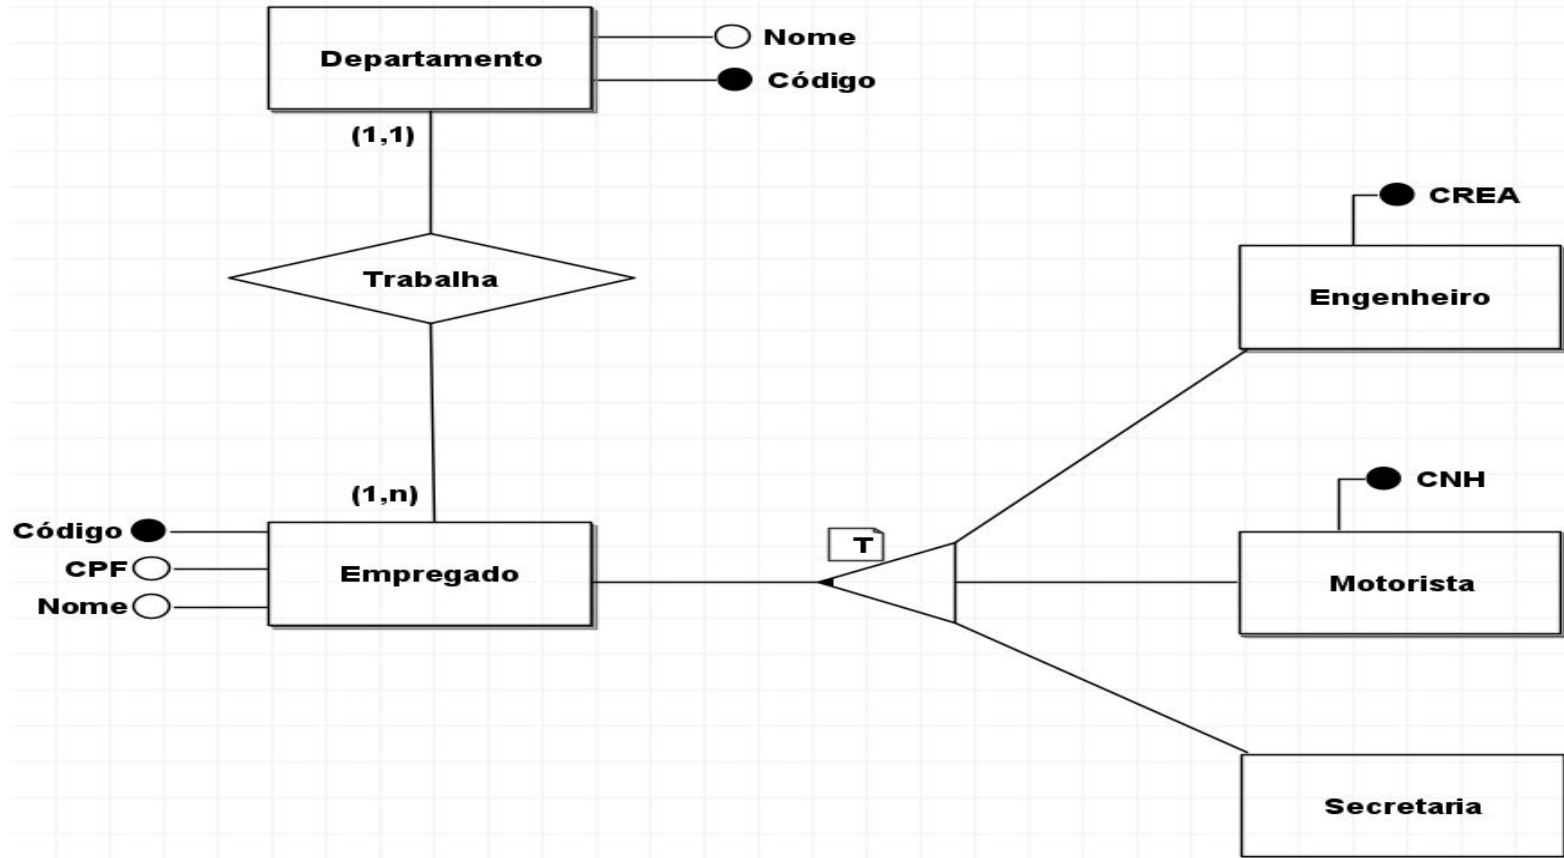 Departamento
Nome
Código
(1,1)
Trabalha
(1,n)
Código
CPF
Nome
Empregado
T
CREA
Engenheiro
CNH
Motorista
Secretaria